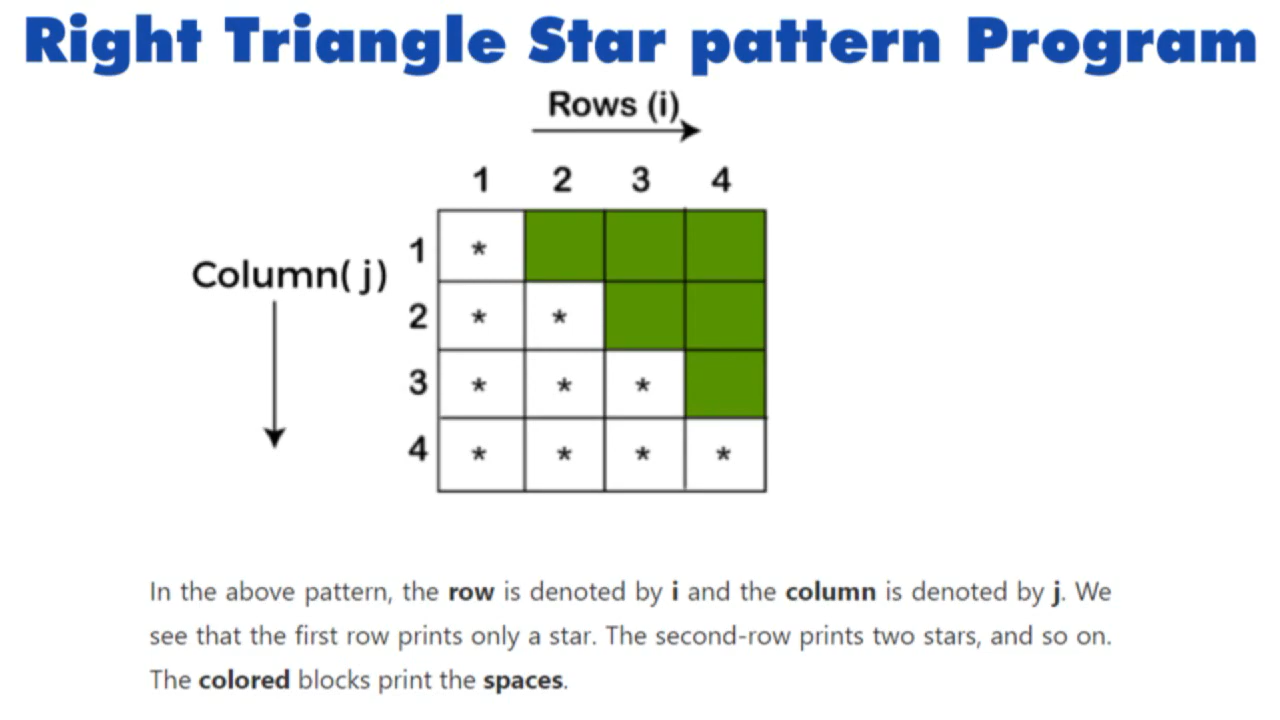 Right Triangle Star pattern Program
Rows (i)
1 2 3 4
Column( j)
1 *
2 * *
3 * * *
4 * * * *
In the above pattern, the row is denoted by i and the column is denoted by j. We
see that the first row prints only a star. The second-row prints two stars, and so on.
The colored blocks print the spaces.